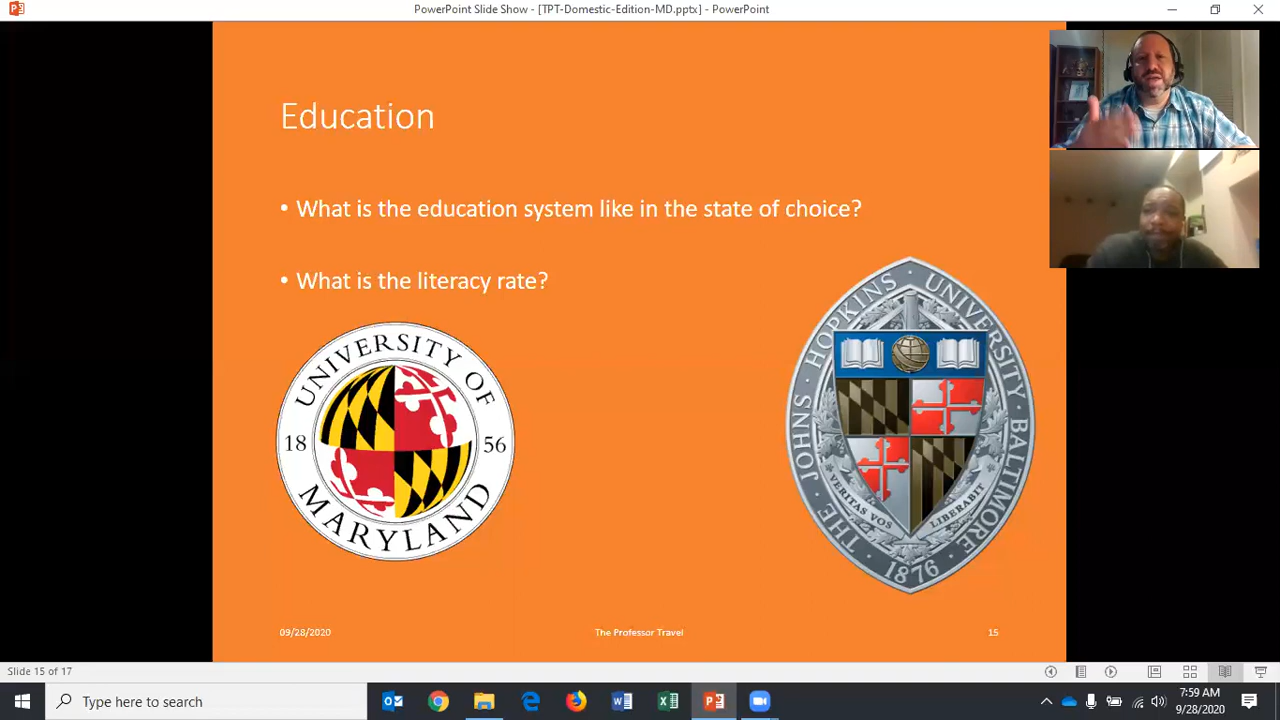 PowerPoint Slide Show - [TPT-Domestic-Edition-MD.pptx] - PowerPoint
Education
• What is the education system like in the state of choice?
• What is the literacy rate?
UNIVERSITY OF
18 56
MARYLAND
THE JOHNS HOPKINS UNIVERSITY BALTIMORE
VERITAS VOS LIBERABIT
1876
09/28/2020 The Professor Travel 15
Slide 15 of 17
Type here to search
7:59 AM
9/28/2020